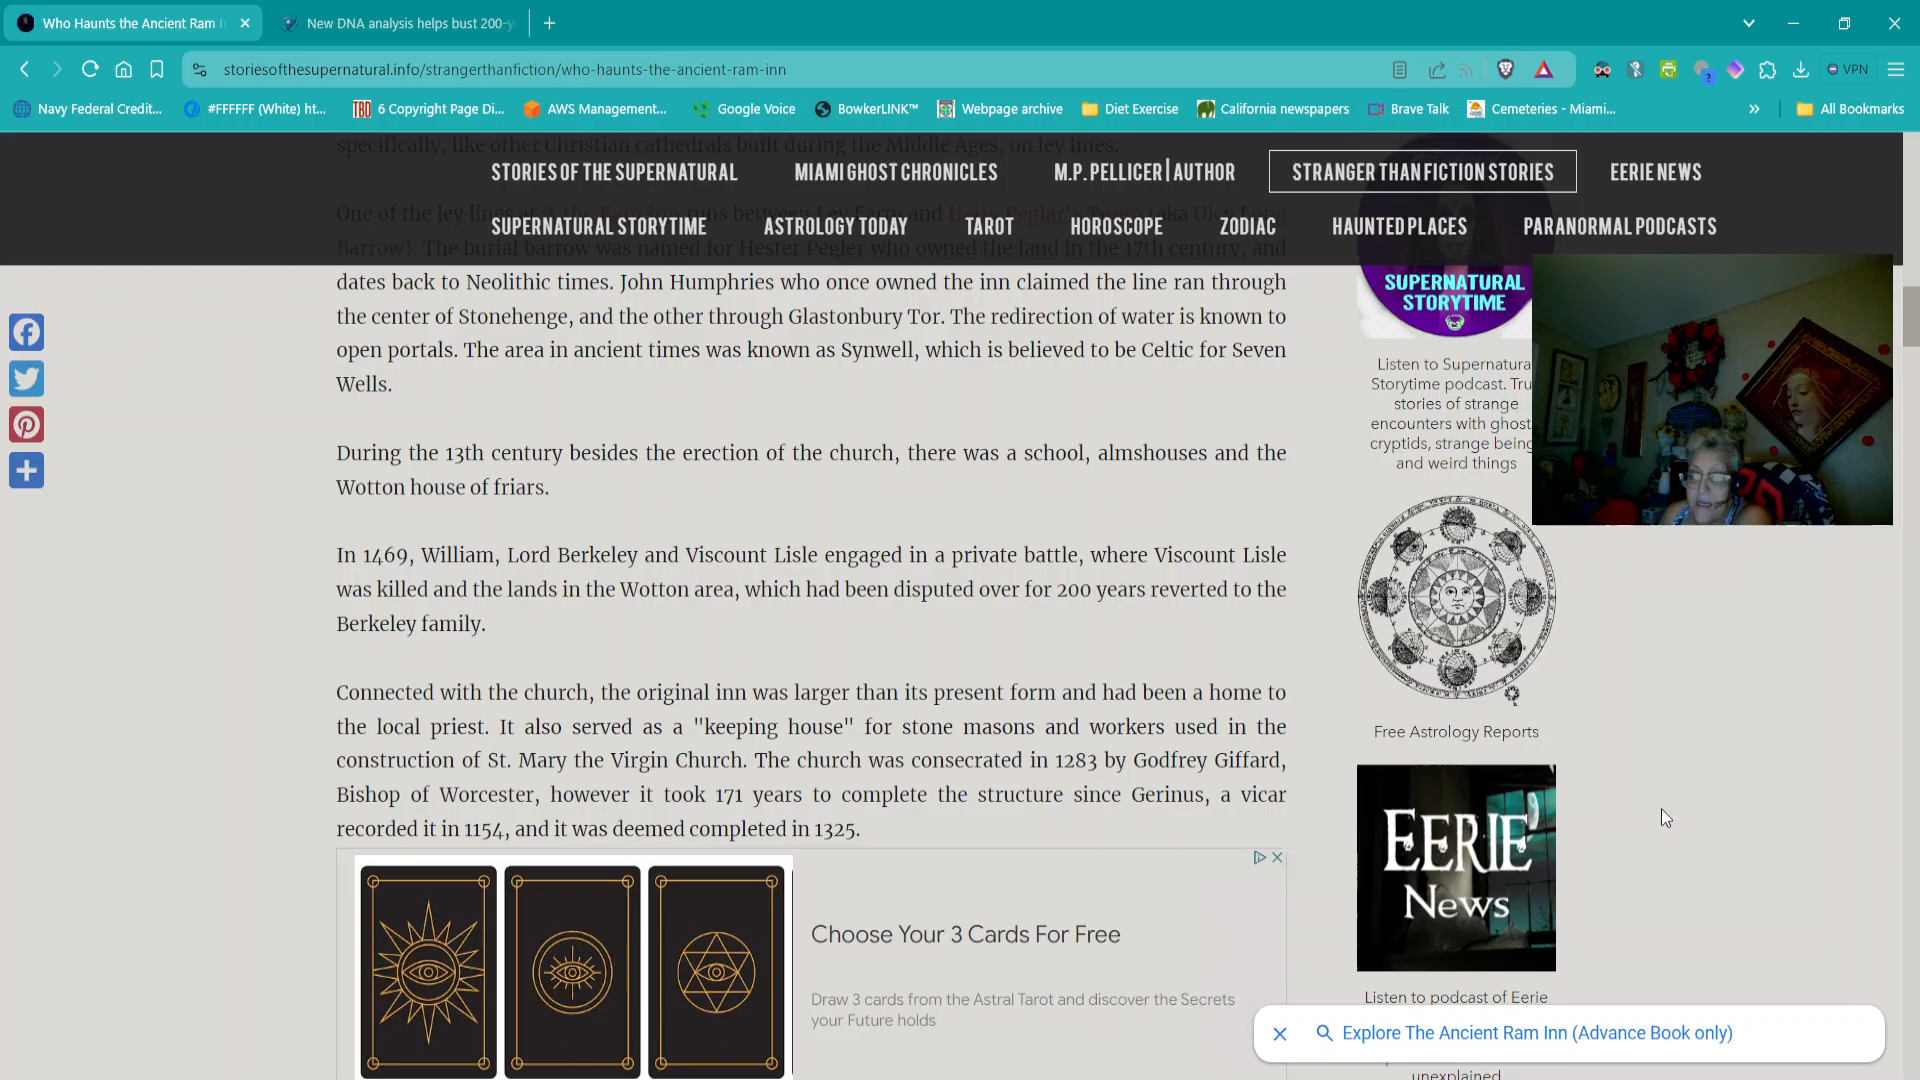 Who Haunts the Ancient Ram I
New DNA analysis helps bust 200-y
storiesofthesupernatural.info/strangerthanfiction/who-haunts-the-ancient-ram-inn
VPN
Navy Federal Credit...
#FFFFFF (White) ht...
TBD
6 Copyright Page Di...
AWS Management...
Google Voice
BowkerLINK™
Webpage archive
Diet Exercise
California newspapers
Brave Talk
Cemeteries - Miami...
All Bookmarks
specifically, like other Christian cathedrals built during the Middle Ages, on ley lines.
STORIES OF THE SUPERNATURAL
MIAMI GHOST CHRONICLES
M.P. PELLICER | AUTHOR
STRANGER THAN FICTION STORIES
EERIE NEWS
SUPERNATURAL STORYTIME
ASTROLOGY TODAY
TAROT
HOROSCOPE
ZODIAC
HAUNTED PLACES
PARANORMAL PODCASTS
One of the ley lines at the Ram Inn runs between Ley Farm and Hetty Peglar's Tump (aka Uley Long
Barrow). The burial barrow was named for Hester Pegler who owned the land in the 17th century, and
dates back to Neolithic times. John Humphries who once owned the inn claimed the line ran through
the center of Stonehenge, and the other through Glastonbury Tor. The redirection of water is known to
open portals. The area in ancient times was known as Synwell, which is believed to be Celtic for Seven
Wells.
During the 13th century besides the erection of the church, there was a school, almshouses and the
Wotton house of friars.
In 1469, William, Lord Berkeley and Viscount Lisle engaged in a private battle, where Viscount Lisle
was killed and the lands in the Wotton area, which had been disputed over for 200 years reverted to the
Berkeley family.
Connected with the church, the original inn was larger than its present form and had been a home to
the local priest. It also served as a "keeping house" for stone masons and workers used in the
construction of St. Mary the Virgin Church. The church was consecrated in 1283 by Godfrey Giffard,
Bishop of Worcester, however it took 171 years to complete the structure since Gerinus, a vicar
recorded it in 1154, and it was deemed completed in 1325.
Choose Your 3 Cards For Free
Draw 3 cards from the Astral Tarot and discover the Secrets
your Future holds
SUPERNATURAL
STORYTIME
Listen to Supernatura
Storytime podcast. Tru
stories of strange
encounters with ghost
cryptids, strange being
and weird things
Free Astrology Reports
EERIE
News
Listen to podcast of Eerie
Explore The Ancient Ram Inn (Advance Book only)
unexplained